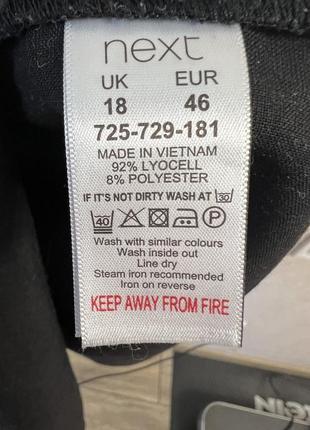 next
UK EUR
18 46
725-729-181
MADE IN VIETNAM
92% LYOCELL
8% POLYESTER
IF IT'S NOT DIRTY WASH AT 30
40 P
Wash with similar colours
Wash inside out
Line dry
Steam iron recommended
Iron on reverse
KEEP AWAY FROM FIRE